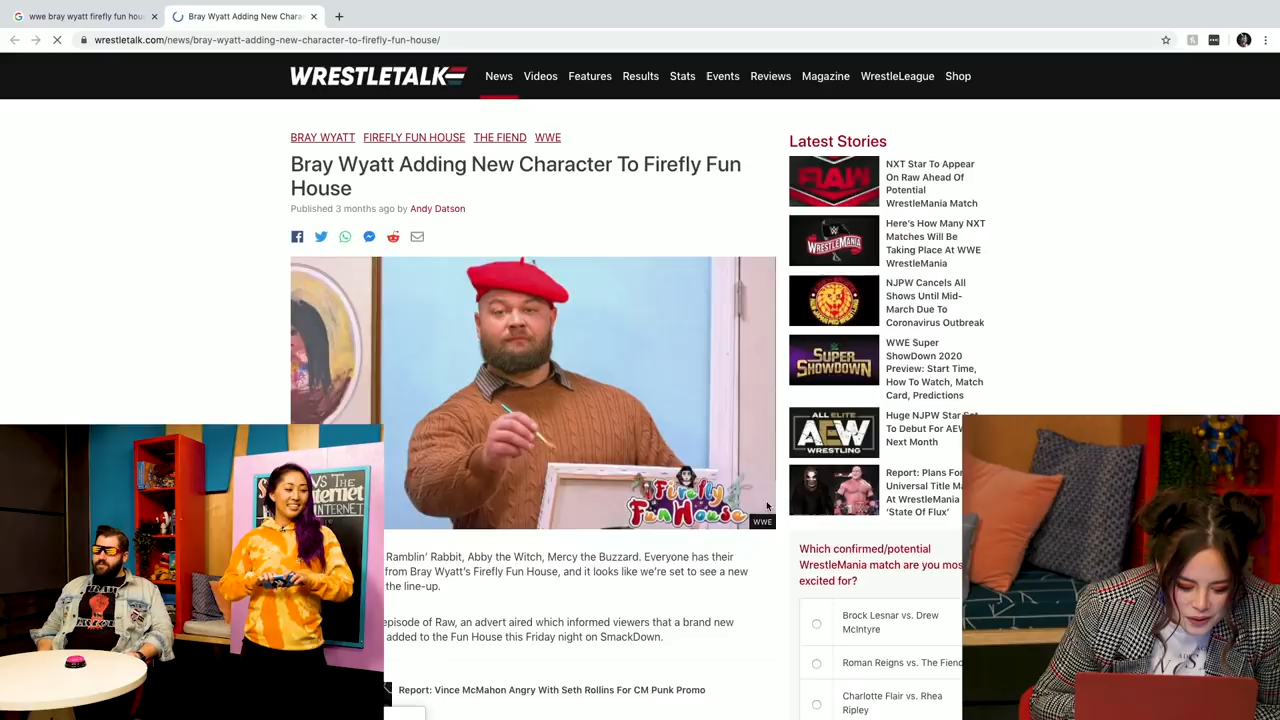 wwe bray wyatt firefly fun hou
Bray Wyatt Adding New Charac
wrestletalk.com/news/bray-wyatt-adding-new-character-to-firefly-fun-house/
WRESTLETALK
News Videos Features Results Stats Events Reviews Magazine WrestleLeague Shop
BRAY WYATT FIREFLY FUN HOUSE THE FIEND WWE
Bray Wyatt Adding New Character To Firefly Fun
House
Published 3 months ago by Andy Datson
Firefly
Fun House
WWE
Ramblin' Rabbit, Abby the Witch, Mercy the Buzzard. Everyone has their
from Bray Wyatt's Firefly Fun House, and it looks like we're set to see a new
the line-up.
episode of Raw, an advert aired which informed viewers that a brand new
added to the Fun House this Friday night on SmackDown.
Report: Vince McMahon Angry With Seth Rollins For CM Punk Promo
Latest Stories
RAW
NXT Star To Appear
On Raw Ahead Of
Potential
WrestleMania Match
WRESTLEMANIA
Here's How Many NXT
Matches Will Be
Taking Place At WWE
WrestleMania
NJPW Cancels All
Shows Until Mid-
March Due To
Coronavirus Outbreak
SUPER
SHOWDOWN
WWE Super
ShowDown 2020
Preview: Start Time,
How To Watch, Match
Card, Predictions
ALL ELITE
AEW
WRESTLING
Huge NJPW Star Set
To Debut For AEW
Next Month
Report: Plans For
Universal Title Ma
At WrestleMania
'State Of Flux'
Which confirmed/potential
WrestleMania match are you mos
excited for?
Brock Lesnar vs. Drew
McIntyre
Roman Reigns vs. The Fiend
Charlotte Flair vs. Rhea
Ripley
VS THE
INTERNET